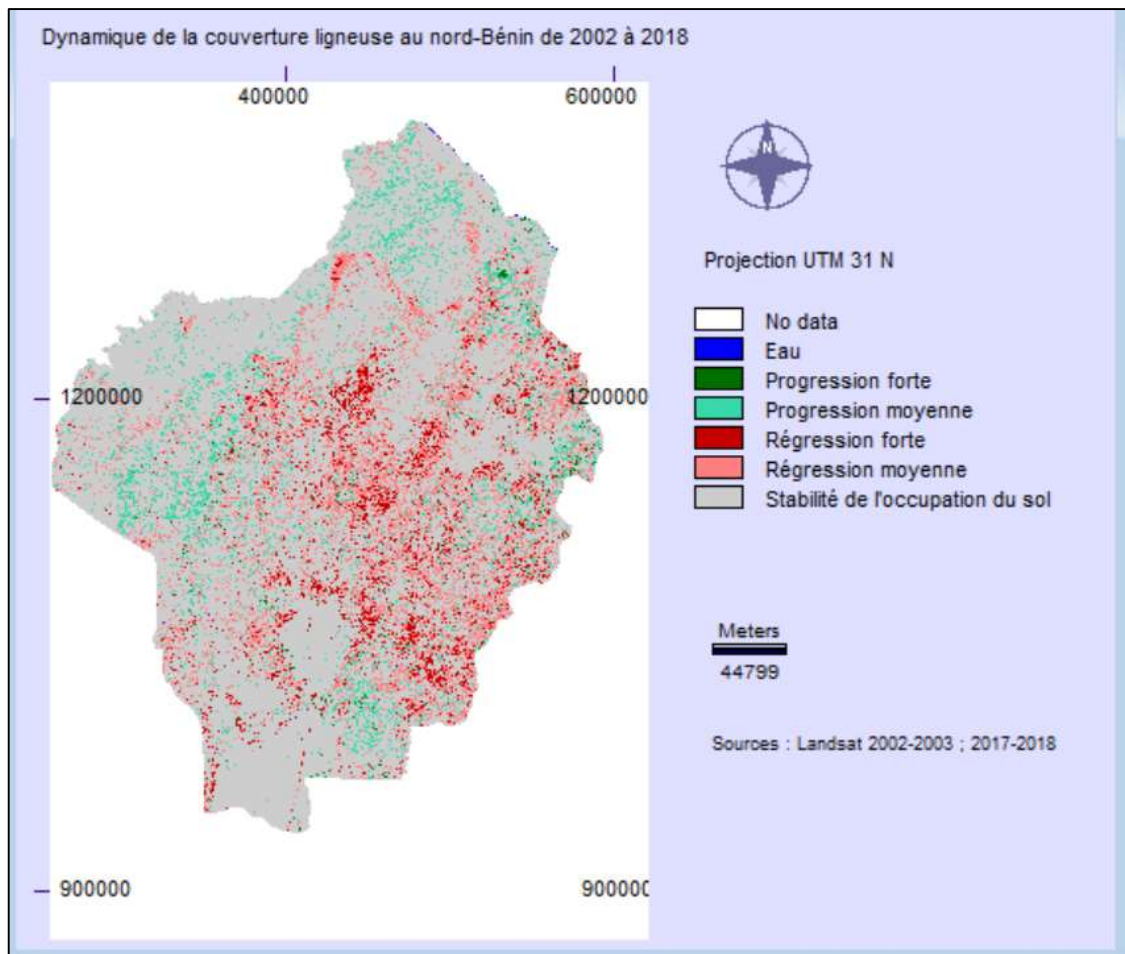 Dynamique de la couverture ligneuse au nord-Bénin de 2002 à 2018
400000
600000
N
Projection UTM 31 N
No data
Eau
Progression forte
Progression moyenne
Régression forte
Régression moyenne
Stabilité de l'occupation du sol
1200000
1200000
Meters
44799
Sources : Landsat 2002-2003 ; 2017-2018
900000
900000